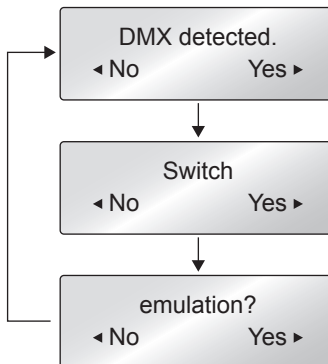 DMX detected.
◂ No Yes ▸
Switch
◂ No Yes ▸
emulation?
◂ No Yes ▸